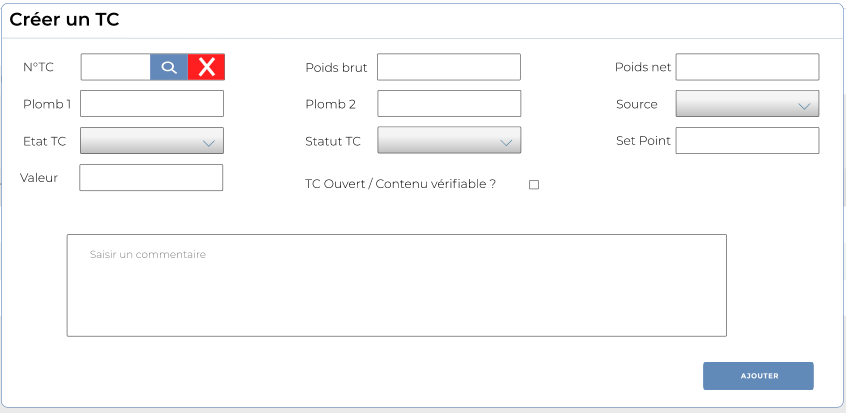 Créer un TC
N°TC
Poids brut
Poids net
Plomb 1
Plomb 2
Source
Etat TC
Statut TC
Set Point
Valeur
TC Ouvert / Contenu vérifiable ?
Saisir un commentaire
AJOUTER